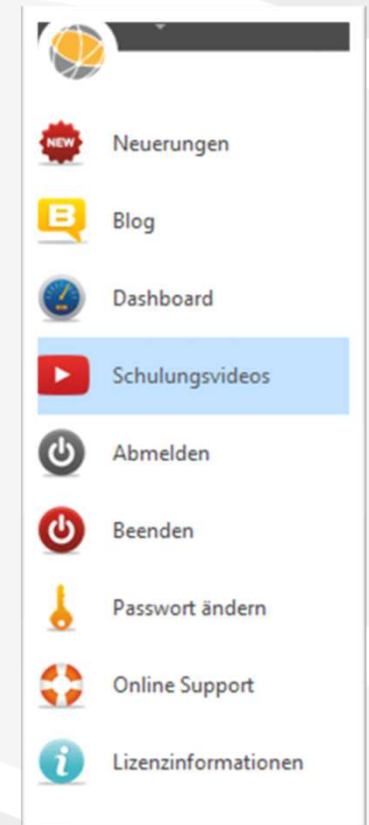 NEW
Neuerungen
B
Blog
Dashboard
Schulungsvideos
Abmelden
Beenden
Passwort ändern
Online Support
i
Lizenzinformationen